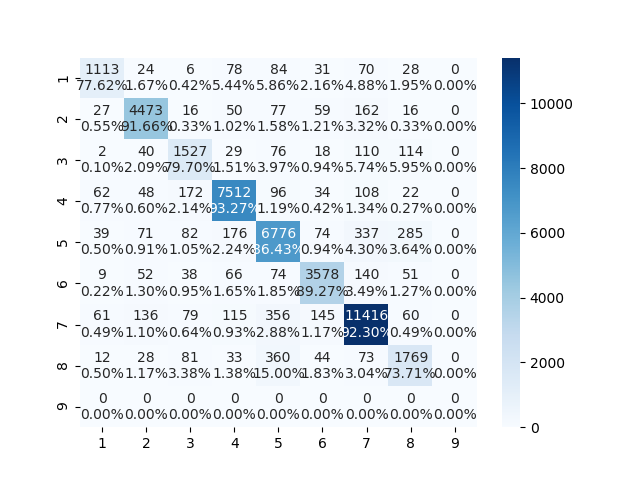 1113 24 6 78 84 31 70 28 0
77.62% 1.67% 0.42% 5.44% 5.86% 2.16% 4.88% 1.95% 0.00%
1
27 4473 16 50 77 59 162 16 0
0.55% 91.66% 0.33% 1.02% 1.58% 1.21% 3.32% 0.33% 0.00%
2
2 40 1527 29 76 18 110 114 0
0.10% 2.09% 79.70% 1.51% 3.97% 0.94% 5.74% 5.95% 0.00%
3
62 48 172 7512 96 34 108 22 0
0.77% 0.60% 2.14% 93.27% 1.19% 0.42% 1.34% 0.27% 0.00%
4
39 71 82 176 6776 74 337 285 0
0.50% 0.91% 1.05% 2.24% 86.43% 0.94% 4.30% 3.64% 0.00%
5
9 52 38 66 74 3578 140 51 0
0.22% 1.30% 0.95% 1.65% 1.85% 89.27% 3.49% 1.27% 0.00%
6
61 136 79 115 356 145 11416 60 0
0.49% 1.10% 0.64% 0.93% 2.88% 1.17% 92.30% 0.49% 0.00%
7
12 28 81 33 360 44 73 1769 0
0.50% 1.17% 3.38% 1.38% 15.00% 1.83% 3.04% 73.71% 0.00%
8
0 0 0 0 0 0 0 0 0
0.00% 0.00% 0.00% 0.00% 0.00% 0.00% 0.00% 0.00% 0.00%
9
1 2 3 4 5 6 7 8 9
10000
8000
6000
4000
2000
0